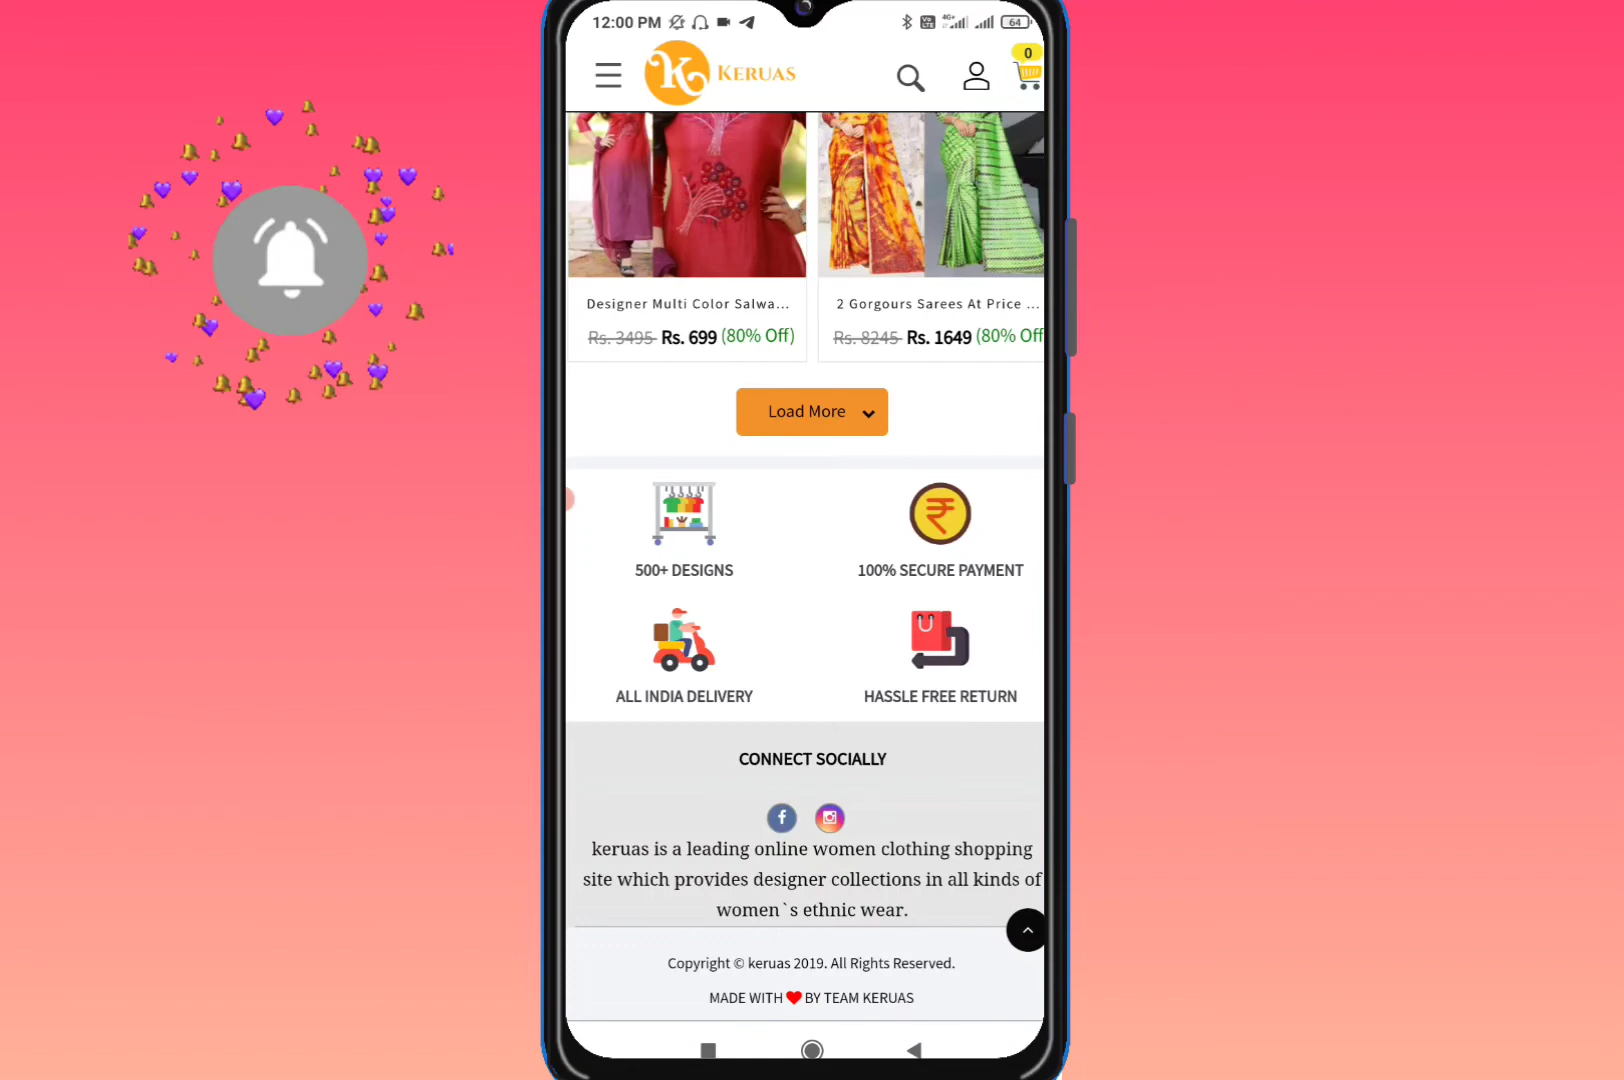 12:00 PM
4G+
Vo
LTE
64
KERUAS
0
Designer Multi Color Salwa...
Rs. 3495 Rs. 699 (80% Off)
2 Gorgours Sarees At Price ...
Rs. 8245 Rs. 1649 (80% Off
Load More
500+ DESIGNS
100% SECURE PAYMENT
ALL INDIA DELIVERY
HASSLE FREE RETURN
CONNECT SOCIALLY
keruas is a leading online women clothing shopping
site which provides designer collections in all kinds of
women`s ethnic wear.
Copyright © keruas 2019. All Rights Reserved.
MADE WITH ❤ BY TEAM KERUAS